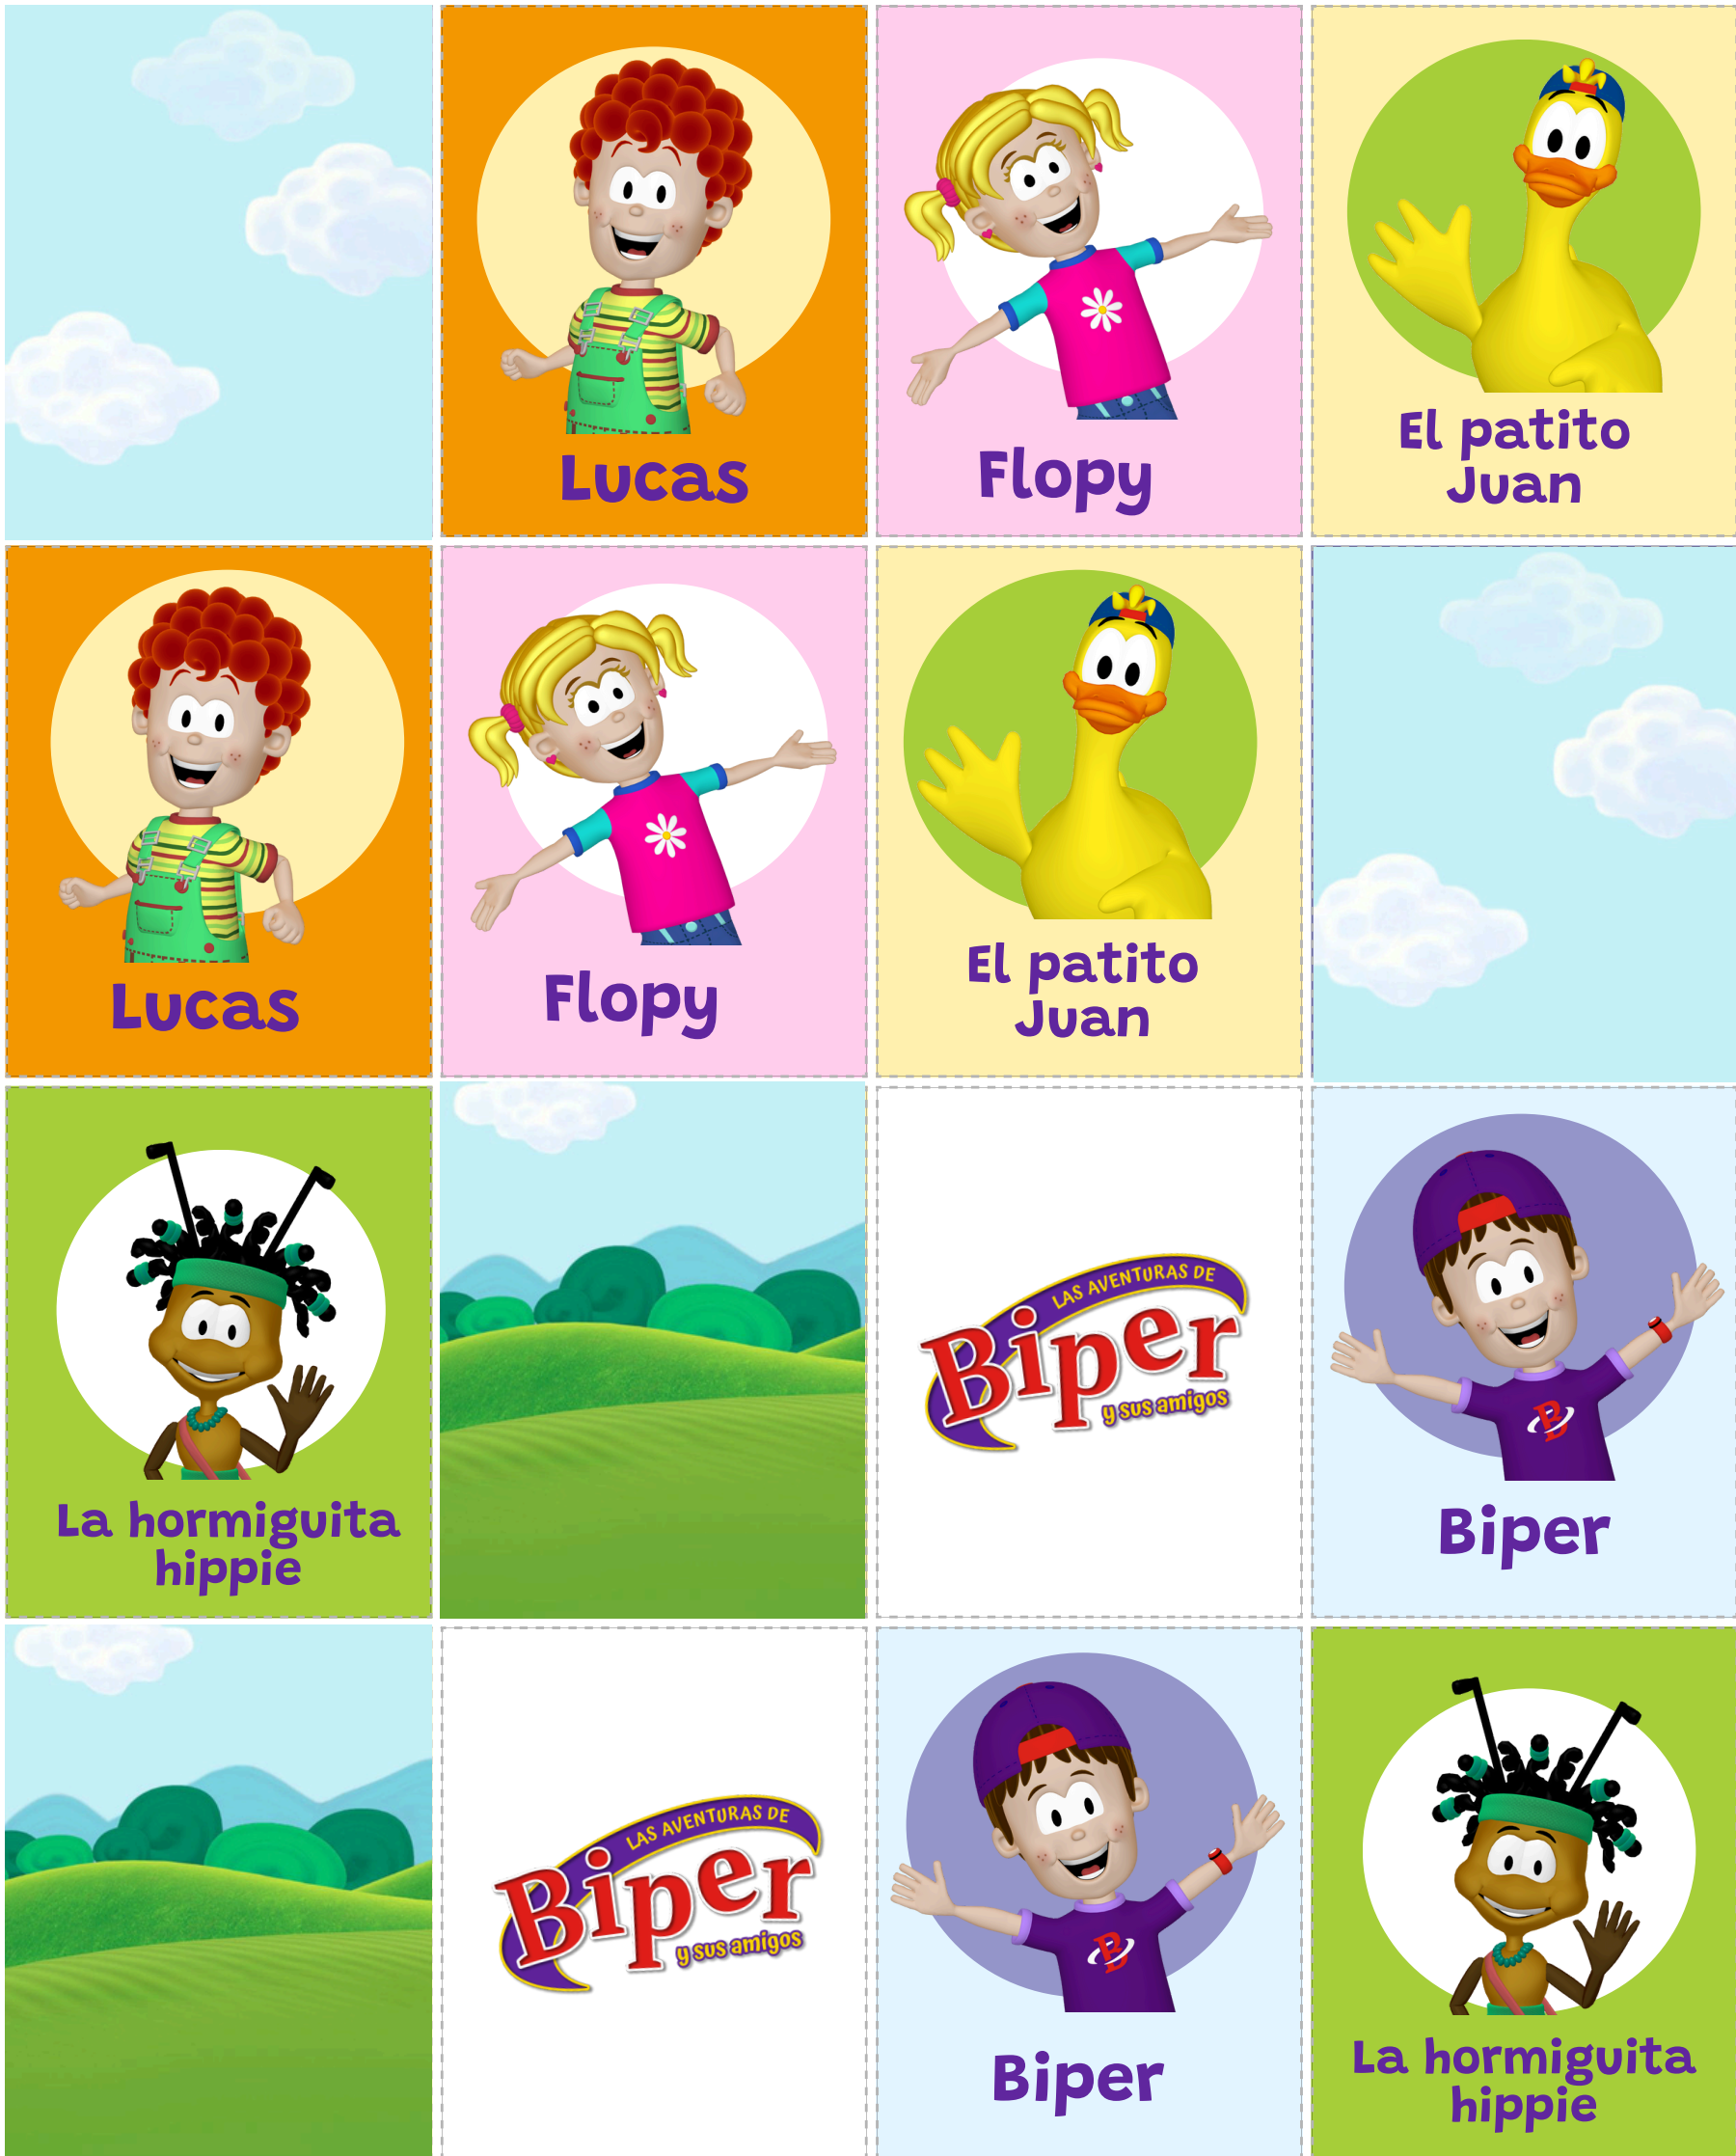 Lucas
Flopy
El patito
Juan
Lucas
Flopy
El patito
Juan
La hormiguita
hippie
LAS AVENTURAS DE
Biper
y sus amigos
Biper
LAS AVENTURAS DE
Biper
y sus amigos
Biper
La hormiguita
hippie